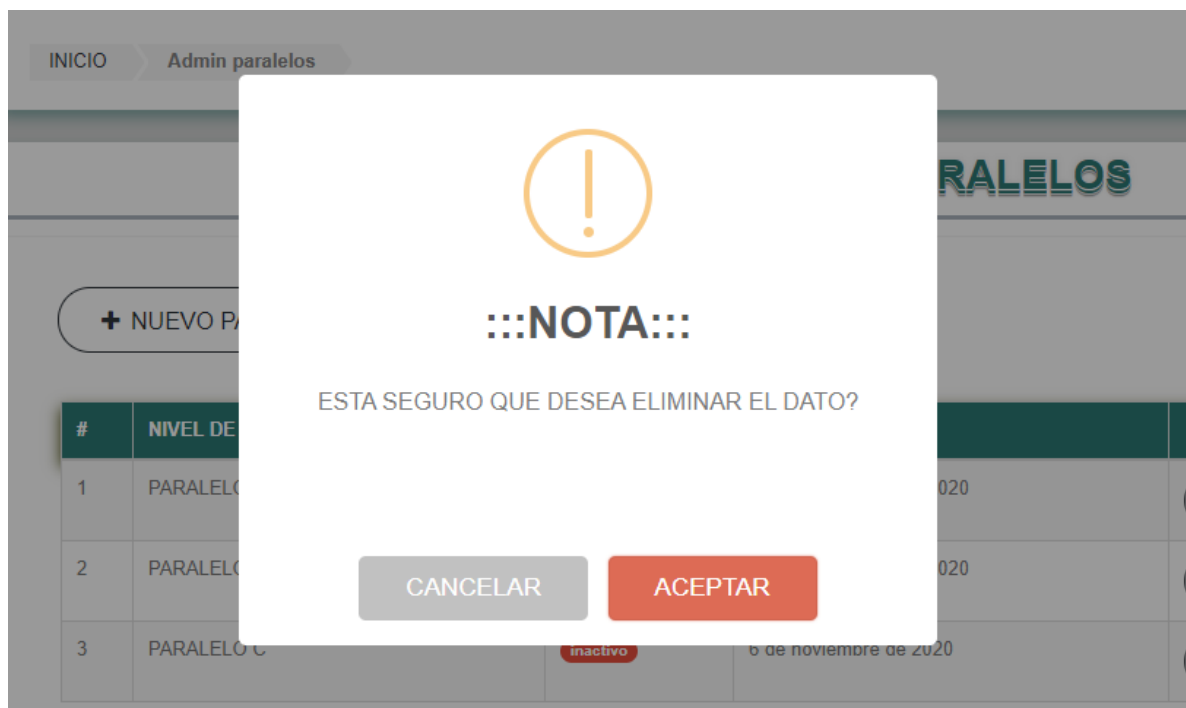 INICIO Admin paralelos
RALELOS
NUEVO PA
:::NOTA:::
ESTA SEGURO QUE DESEA ELIMINAR EL DATO?
# NIVEL DE
1 PARALELO 020
2 PARALELO 020
CANCELAR ACEPTAR
3 PARALELO C inactivo 6 de noviembre de 2020